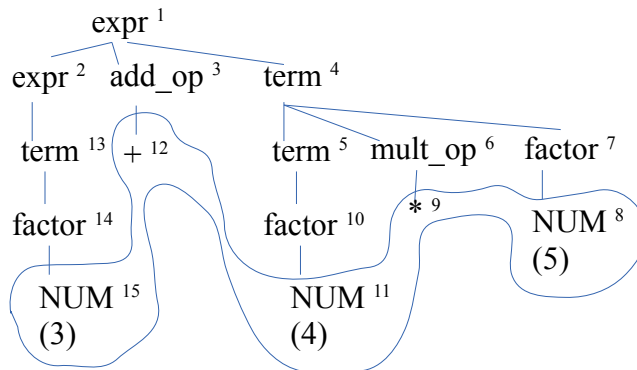 expr 1
expr 2 add_op 3 term 4
term 13 + 12 term 5 mult_op 6 factor 7
factor 14 factor 10 * 9 NUM 8
(5)
NUM 15 NUM 11
(3) (4)